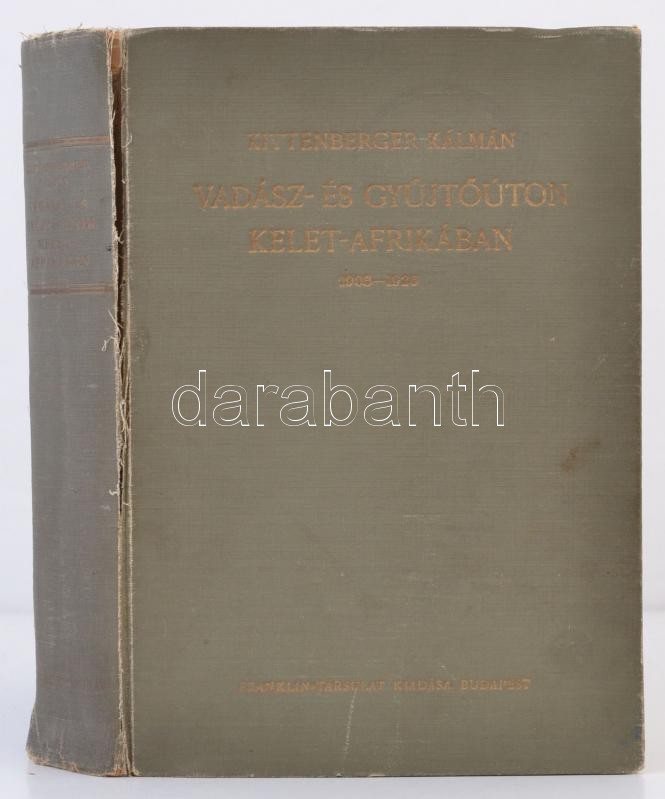 KITTENBERGER KÁLMÁN
VADÁSZ- ÉS GYŰJTŐÚTON
KELET-AFRIKÁBAN
1903—1926
FRANKLIN-TÁRSULAT KIADÁSA BUDAPEST
darabanth